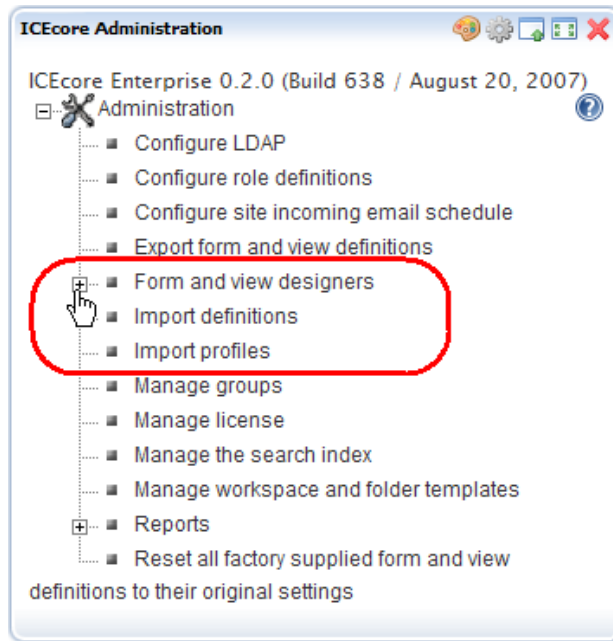 ICEcore Administration
ICEcore Enterprise 0.2.0 (Build 638 / August 20, 2007)
Administration
Configure LDAP
Configure role definitions
Configure site incoming email schedule
Export form and view definitions
Form and view designers
Import definitions
Import profiles
Manage groups
Manage license
Manage the search index
Manage workspace and folder templates
Reports
Reset all factory supplied form and view
definitions to their original settings